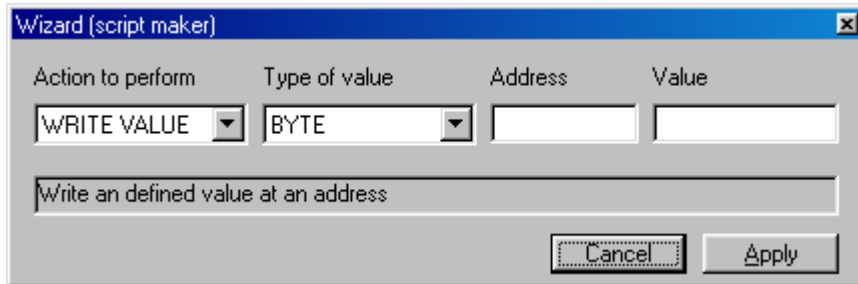 Wizard (script maker)
Action to perform Type of value Address Value
WRITE VALUE BYTE
Write an defined value at an address
Cancel Apply